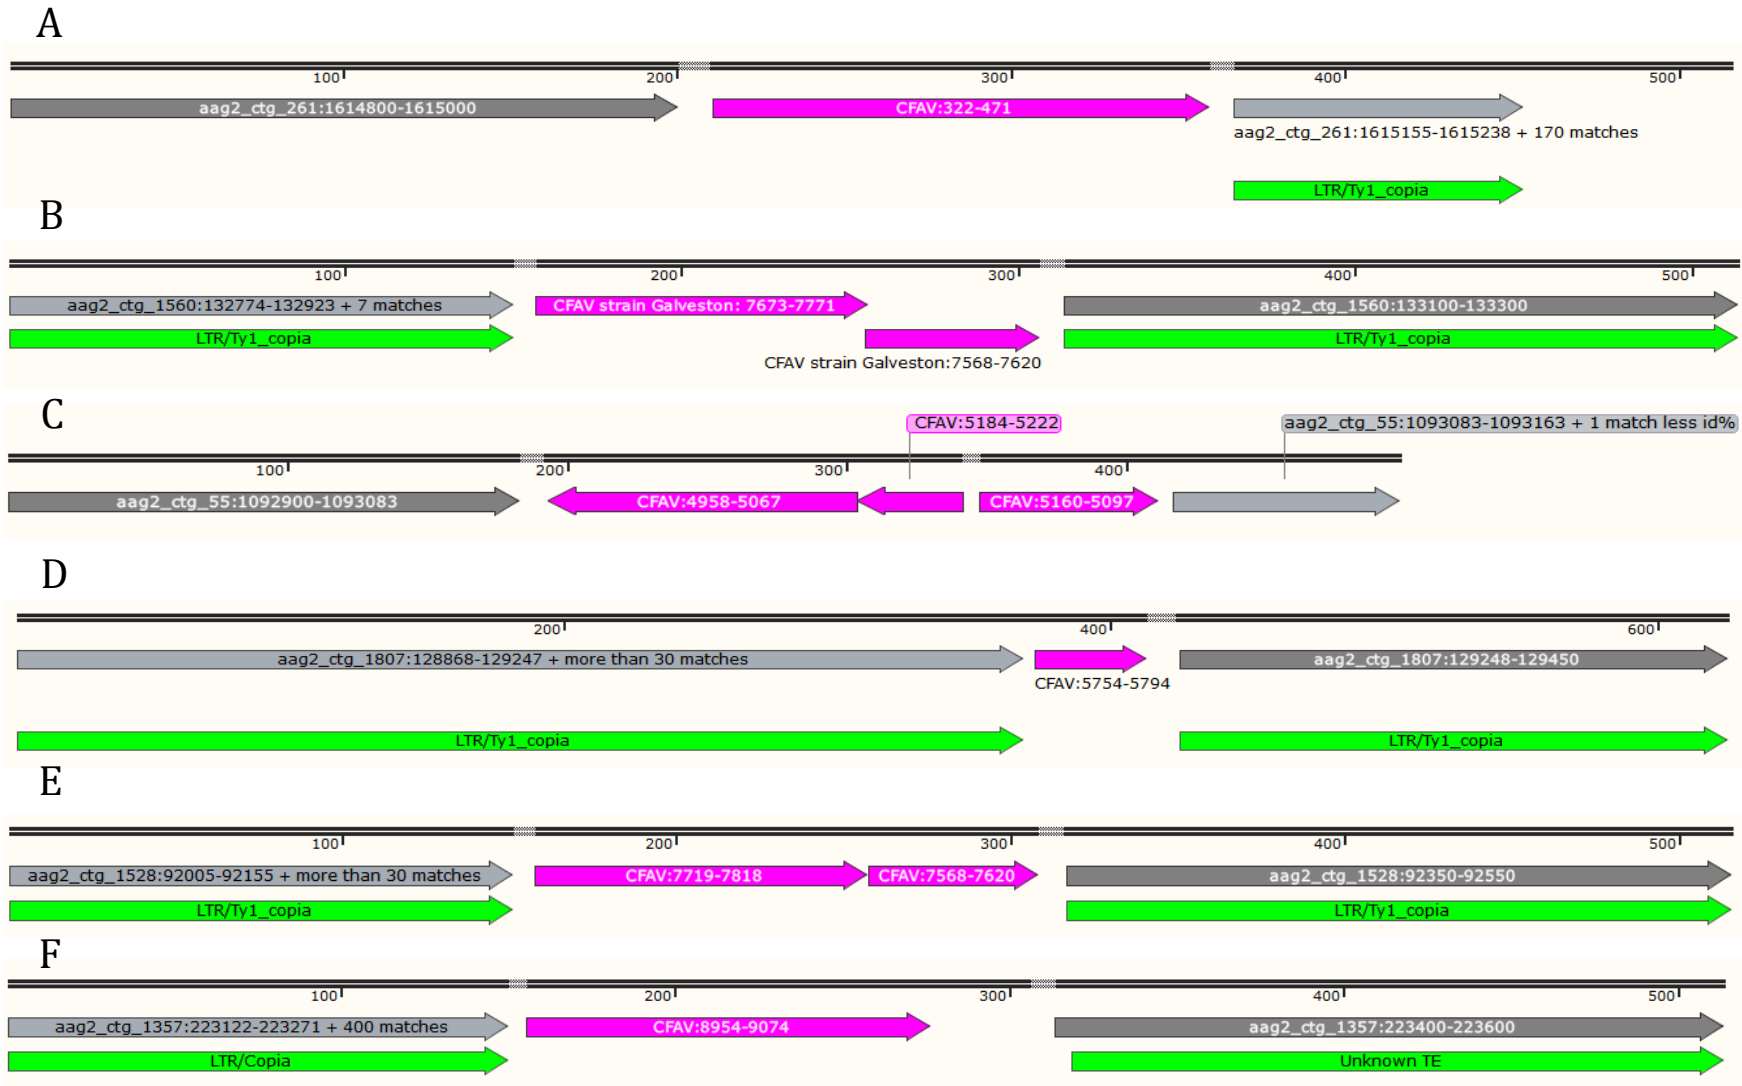 A
100 200 300 400 500
aag2_ctg_261:1614800-1615000 CFAV:322-471
aag2_ctg_261:1615155-1615238 + 170 matches
LTR/Ty1_copia
B
100 200 300 400 500
aag2_ctg_1560:132774-132923 + 7 matches CFAV strain Galveston: 7673-7771 aag2_ctg_1560:133100-133300
LTR/Ty1_copia LTR/Ty1_copia
CFAV strain Galveston:7568-7620
C
CFAV:5184-5222 aag2_ctg_55:1093083-1093163 + 1 match less id%
100 200 300 400
aag2_ctg_55:1092900-1093083 CFAV:4958-5067 CFAV:5160-5097
D
200 400 600
aag2_ctg_1807:128868-129247 + more than 30 matches aag2_ctg_1807:129248-129450
CFAV:5754-5794
LTR/Ty1_copia LTR/Ty1_copia
E
100 200 300 400 500
aag2_ctg_1528:92005-92155 + more than 30 matches CFAV:7719-7818 CFAV:7568-7620 aag2_ctg_1528:92350-92550
LTR/Ty1_copia LTR/Ty1_copia
F
100 200 300 400 500
aag2_ctg_1357:223122-223271 + 400 matches CFAV:8954-9074 aag2_ctg_1357:223400-223600
LTR/Copia Unknown TE